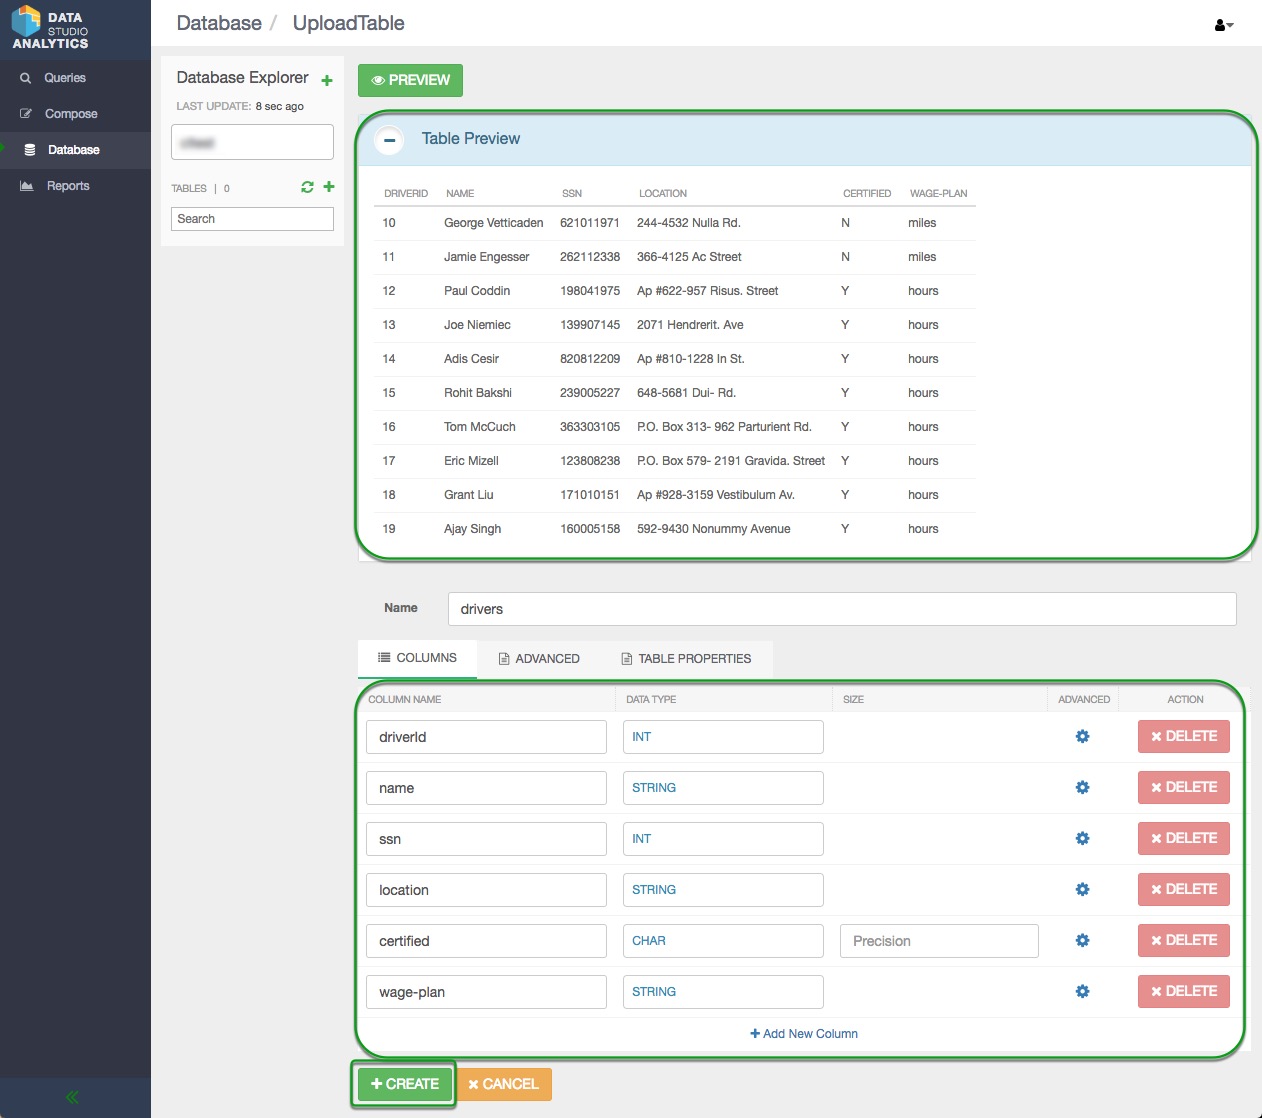 DATA
STUDIO
ANALYTICS
Database / UploadTable
Queries
Compose
Database
Reports
Database Explorer
LAST UPDATE: 8 sec ago
TABLES | 0
Search
PREVIEW
Table Preview
DRIVERID NAME SSN LOCATION CERTIFIED WAGE-PLAN
10 George Vetticaden 621011971 244-4532 Nulla Rd. N miles
11 Jamie Engesser 262112338 366-4125 Ac Street N miles
12 Paul Coddin 198041975 Ap #622-957 Risus. Street Y hours
13 Joe Niemiec 139907145 2071 Hendrerit. Ave Y hours
14 Adis Cesir 820812209 Ap #810-1228 In St. Y hours
15 Rohit Bakshi 239005227 648-5681 Dui- Rd. Y hours
16 Tom McCuch 363303105 P.O. Box 313- 962 Parturient Rd. Y hours
17 Eric Mizell 123808238 P.O. Box 579- 2191 Gravida. Street Y hours
18 Grant Liu 171010151 Ap #928-3159 Vestibulum Av. Y hours
19 Ajay Singh 160005158 592-9430 Nonummy Avenue Y hours
Name drivers
COLUMNS ADVANCED TABLE PROPERTIES
COLUMN NAME DATA TYPE SIZE ADVANCED ACTION
driverId INT DELETE
name STRING DELETE
ssn INT DELETE
location STRING DELETE
certified CHAR Precision DELETE
wage-plan STRING DELETE
Add New Column
CREATE CANCEL